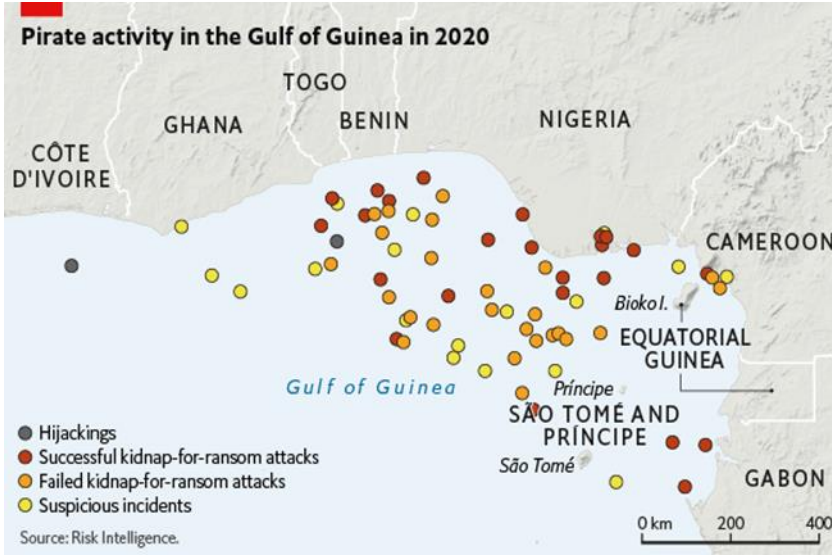 Pirate activity in the Gulf of Guinea in 2020
TOGO
GHANA
BENIN
NIGERIA
CÔTE
D'IVOIRE
CAMEROON
Bioko I.
EQUATORIAL
GUINEA
Gulf of Guinea
Príncipe
SÃO TOMÉ AND
PRÍNCIPE
São Tomé
GABON
Hijackings
Successful kidnap-for-ransom attacks
Failed kidnap-for-ransom attacks
Suspicious incidents
Source: Risk Intelligence.
0 km 200 400